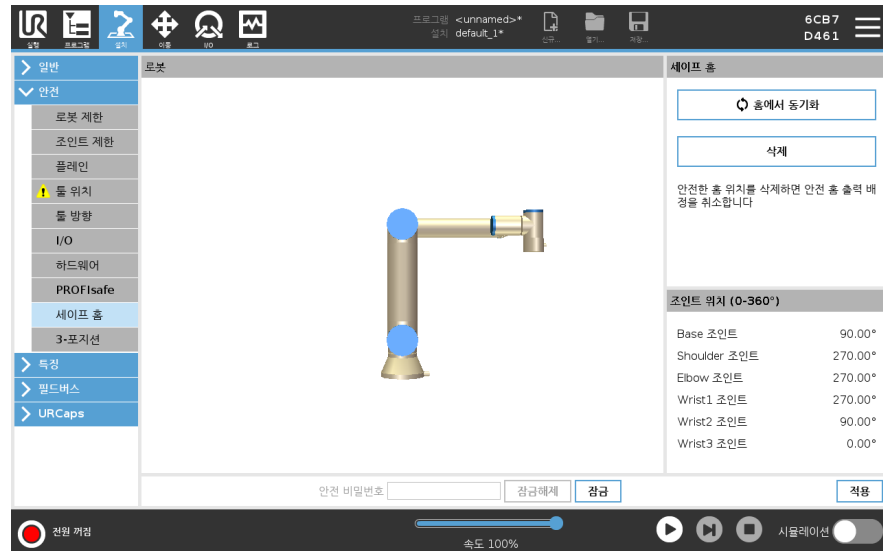 UR
실행
프로그램
설치
이동
I/O
로그
프로그램 <unnamed>*
설치 default_1*
신규...
열기...
저장...
6CB7
D461
일반
안전
로봇 제한
조인트 제한
플레인
툴 위치
툴 방향
I/O
하드웨어
PROFIsafe
세이프 홈
3-포지션
특징
필드버스
URCaps
로봇
세이프 홈
홈에서 동기화
삭제
안전한 홈 위치를 삭제하면 안전 홈 출력 배
정을 취소합니다
조인트 위치 (0-360°)
Base 조인트 90.00°
Shoulder 조인트 270.00°
Elbow 조인트 270.00°
Wrist1 조인트 270.00°
Wrist2 조인트 90.00°
Wrist3 조인트 0.00°
안전 비밀번호
잠금해제
잠금
적용
전원 꺼짐
속도 100%
시뮬레이션